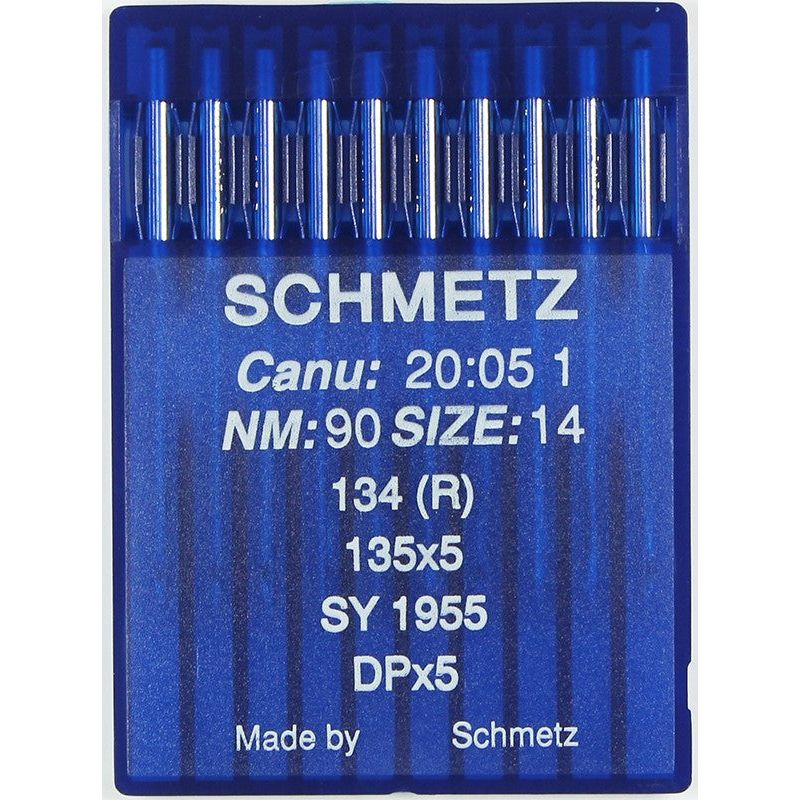 SCHMETZ
Canu: 20:05 1
NM: 90 SIZE: 14
134 (R)
135x5
SY 1955
DPx5
Made by Schmetz